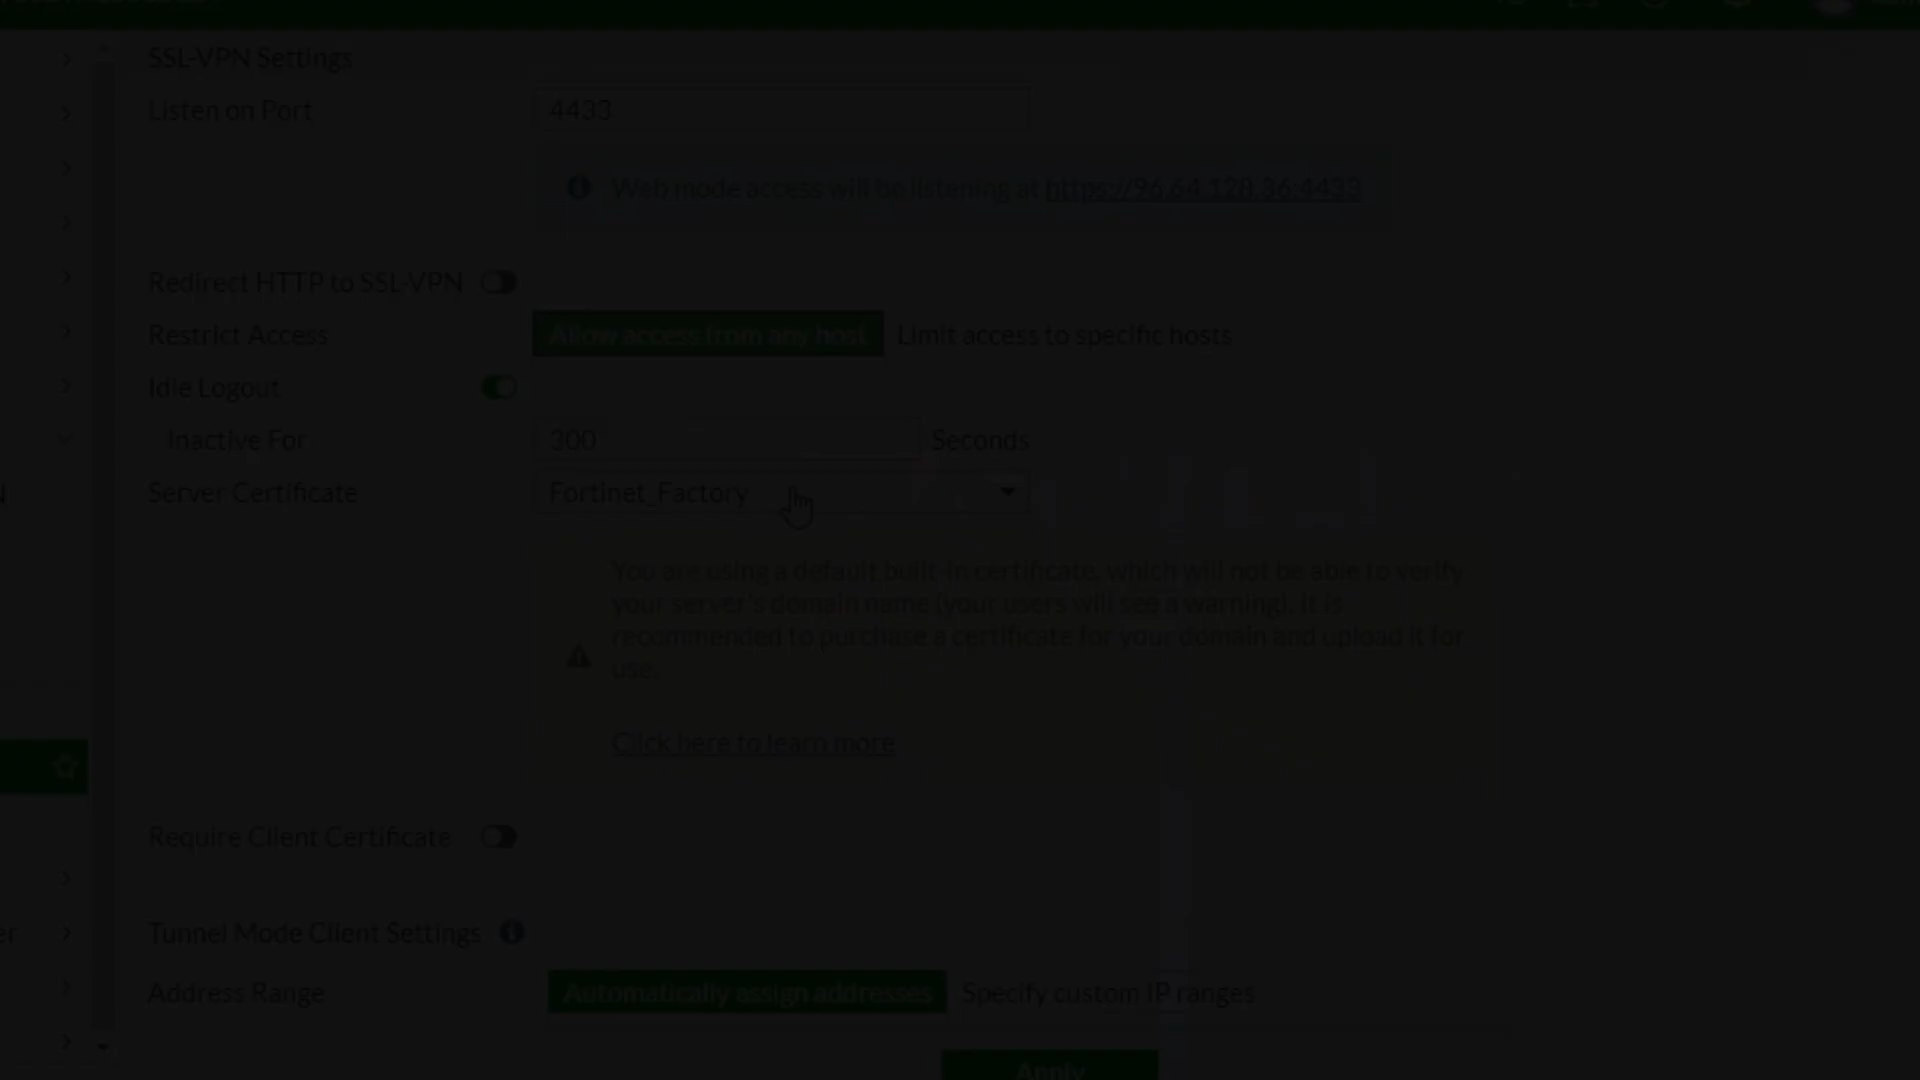 SSL-VPN Settings
Listen on Port 4433
Web mode access will be listening at https://96.64.128.36:4433
Redirect HTTP to SSL-VPN
Restrict Access Allow access from any host Limit access to specific hosts
Idle Logout
Inactive For 300 Seconds
Server Certificate Fortinet_Factory
You are using a default built-in certificate, which will not be able to verify
your server's domain name (your users will see a warning). It is
recommended to purchase a certificate for your domain and upload it for
use.
Click here to learn more
Require Client Certificate
Tunnel Mode Client Settings
Address Range Automatically assign addresses Specify custom IP ranges
Apply